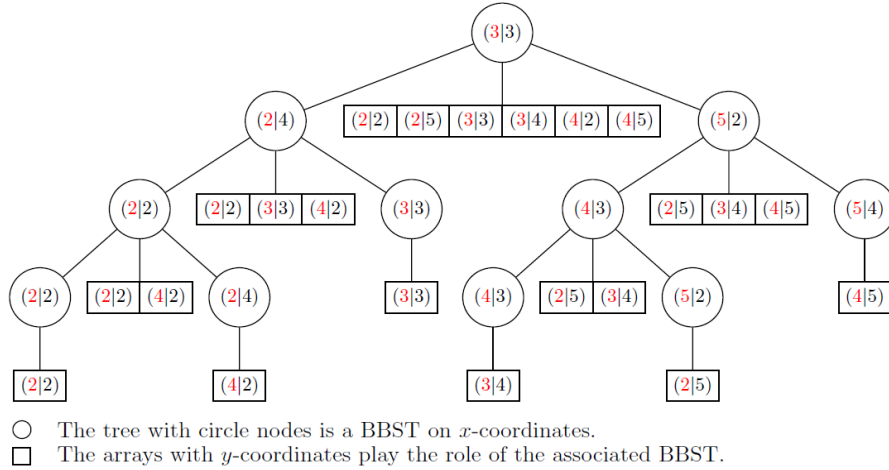 (3|3)
(2|4) (2|2) (2|5) (3|3) (3|4) (4|2) (4|5) (5|2)
(2|2) (2|2) (3|3) (4|2) (3|3) (4|3) (2|5) (3|4) (4|5) (5|4)
(2|2) (2|2) (4|2) (2|4) (3|3) (4|3) (2|5) (3|4) (5|2) (4|5)
(2|2) (4|2) (3|4) (2|5)
The tree with circle nodes is a BBST on x-coordinates.
The arrays with y-coordinates play the role of the associated BBST.